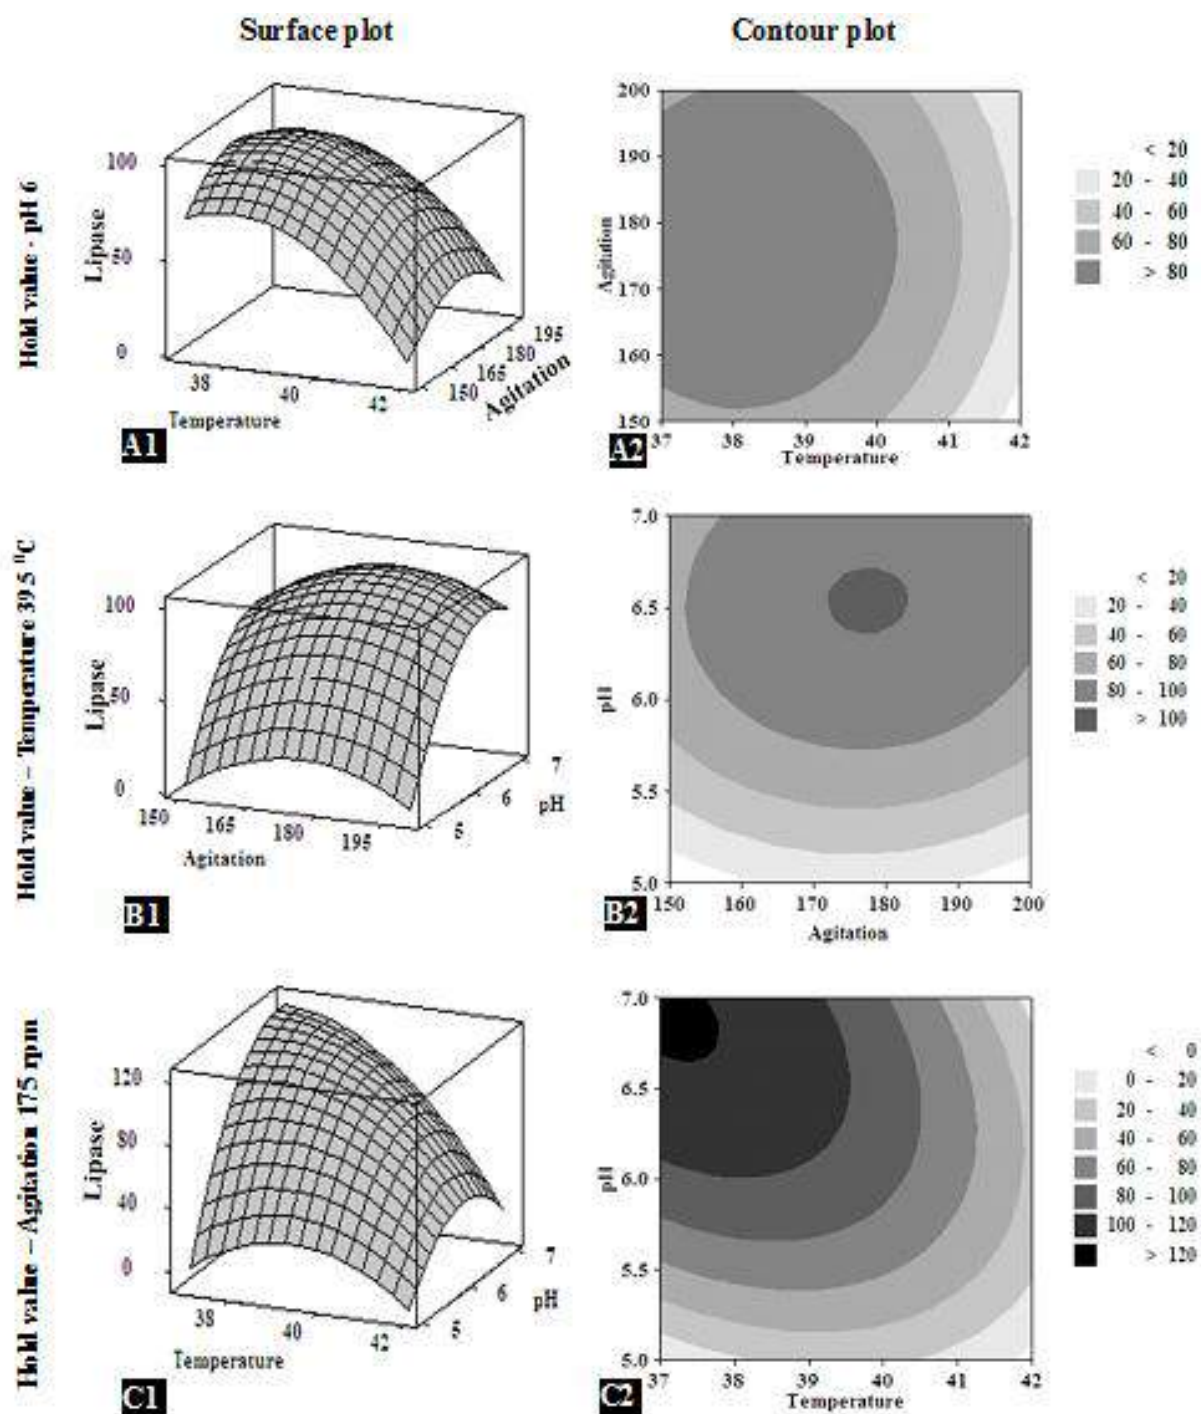 Surface plot
Contour plot
Hold value - pH 6
Lipase
100
50
0
38
40
42
Temperature
150
165
180
195
Agitation
A1
Agitation
200
190
180
170
160
150
37
38
39
40
41
42
Temperature
A2
< 20
20 - 40
40 - 60
60 - 80
> 80
Hold value – Temperature 39.5 ⁰C
Lipase
100
50
0
150
165
180
195
Agitation
5
6
7
pH
B1
pH
7.0
6.5
6.0
5.5
5.0
150
160
170
180
190
200
Agitation
B2
< 20
20 - 40
40 - 60
60 - 80
80 - 100
> 100
Hold value – Agitation 175 rpm
Lipase
120
80
40
0
38
40
42
Temperature
5
6
7
pH
C1
pH
7.0
6.5
6.0
5.5
5.0
37
38
39
40
41
42
Temperature
C2
< 0
0 - 20
20 - 40
40 - 60
60 - 80
80 - 100
100 - 120
> 120